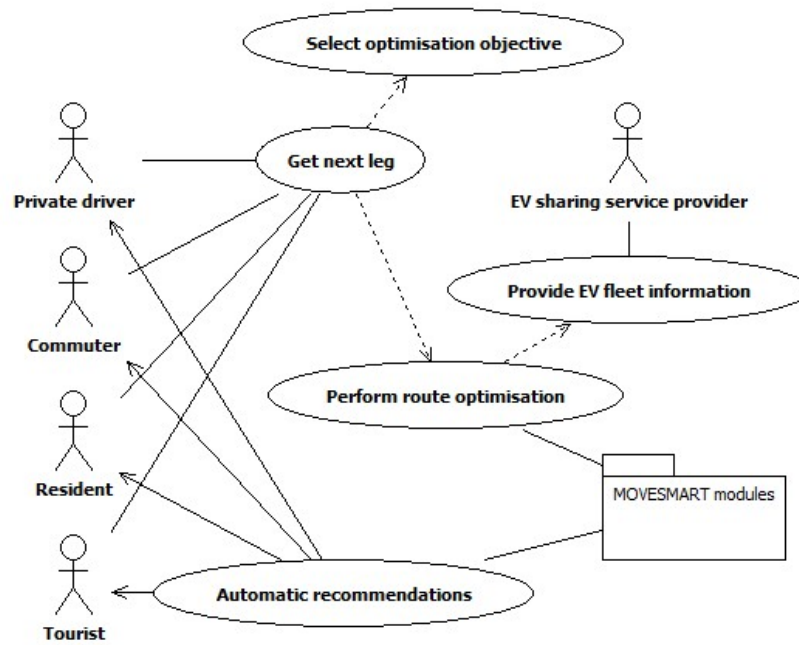 Select optimisation objective
Get next leg
Private driver
EV sharing service provider
Provide EV fleet information
Commuter
Perform route optimisation
Resident
MOVESMART modules
Automatic recommendations
Tourist